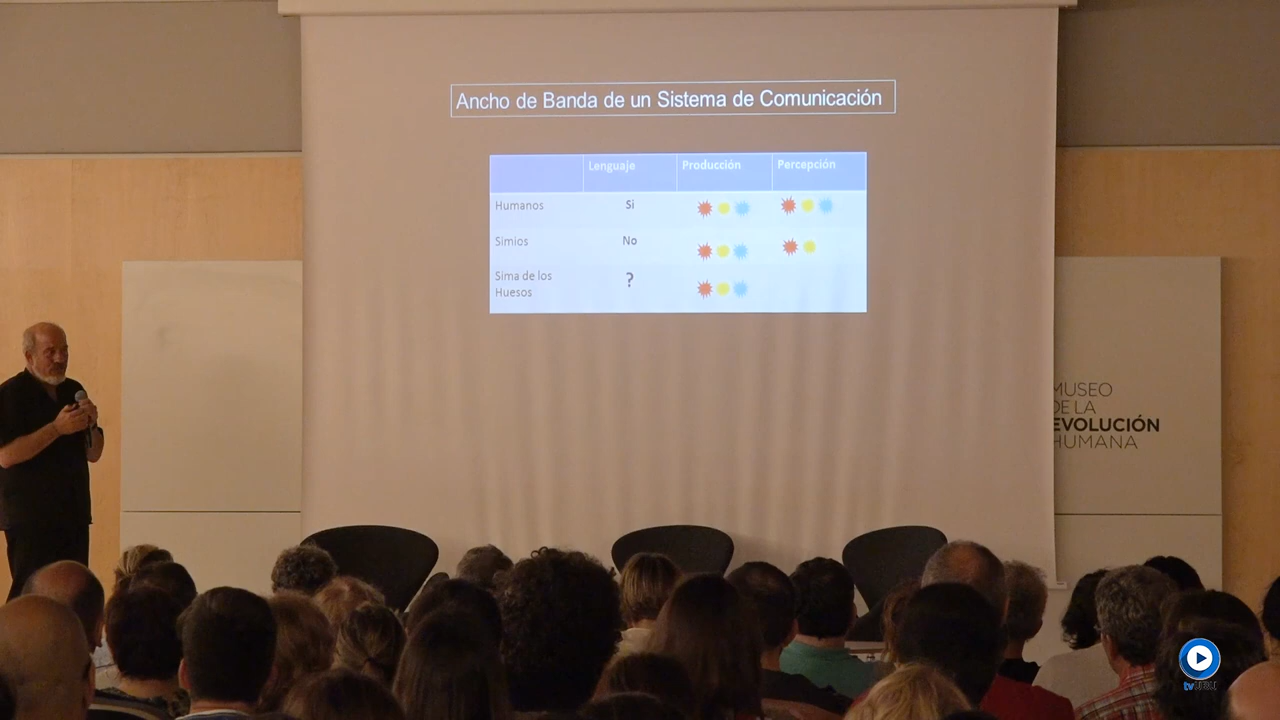 Ancho de Banda de un Sistema de Comunicación
Lenguaje Producción Percepción
Humanos Si
Simios No
Sima de los
Huesos ?
MUSEO
DE LA
EVOLUCIÓN
HUMANA